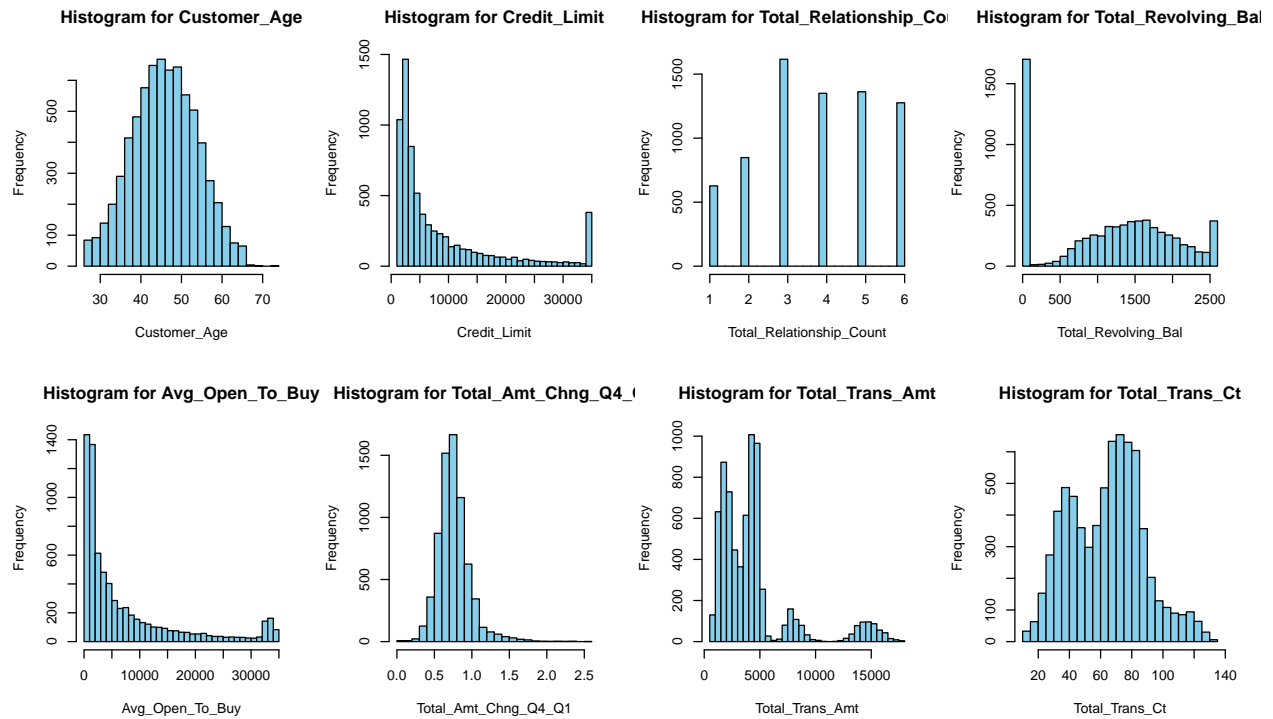 Histogram for Customer_Age
Frequency
100
300
500
30 40 50 60 70
Customer_Age
Histogram for Credit_Limit
Frequency
0
500
1000
1500
0 10000 20000 30000
Credit_Limit
Histogram for Total_Relationship_Cou
Frequency
0
500
1000
1500
1 2 3 4 5 6
Total_Relationship_Count
Histogram for Total_Revolving_Bal
Frequency
0
500
1000
1500
0 500 1500 2500
Total_Revolving_Bal
Histogram for Avg_Open_To_Buy
Frequency
0
200
600
1000
1400
0 10000 20000 30000
Avg_Open_To_Buy
Histogram for Total_Amt_Chng_Q4_
Frequency
0
500
1000
1500
0.0 0.5 1.0 1.5 2.0 2.5
Total_Amt_Chng_Q4_Q1
Histogram for Total_Trans_Amt
Frequency
0
200
400
600
800
1000
0 5000 10000 15000
Total_Trans_Amt
Histogram for Total_Trans_Ct
Frequency
0
100
300
500
20 40 60 80 100 140
Total_Trans_Ct